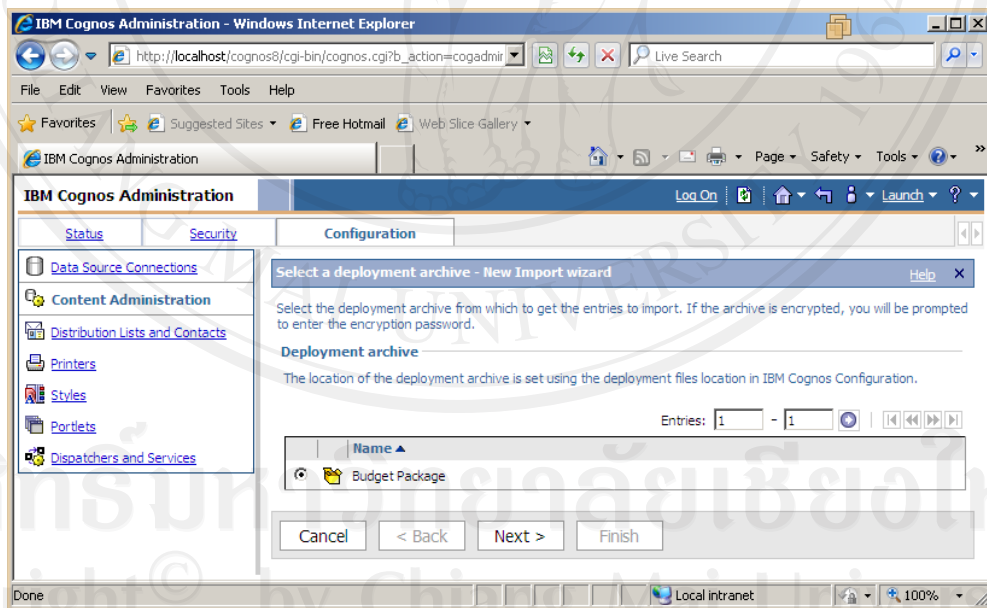 IBM Cognos Administration - Windows Internet Explorer
http://localhost/cognos8/cgi-bin/cognos.cgi?b_action=cogadmir
Live Search
File Edit View Favorites Tools Help
Favorites Suggested Sites Free Hotmail Web Slice Gallery
IBM Cognos Administration
Page Safety Tools
IBM Cognos Administration
Log On Launch ?
Status Security Configuration
Data Source Connections
Content Administration
Distribution Lists and Contacts
Printers
Styles
Portlets
Dispatchers and Services
Select a deployment archive - New Import wizard Help
Select the deployment archive from which to get the entries to import. If the archive is encrypted, you will be prompted
to enter the encryption password.
Deployment archive
The location of the deployment archive is set using the deployment files location in IBM Cognos Configuration.
Entries: 1 - 1
Name
Budget Package
Cancel < Back Next > Finish
Done Local intranet 100%
UNIVERSI
by Chiang Mai